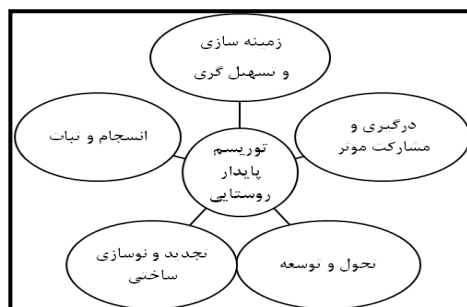 زمینه سازی
و تسهیل گری
درگیری و
مشارکت موثر
انسجام و ثبات
توریسم
پایدار
روستایی
تجدید و نوسازی
ساختی
تحول و توسعه